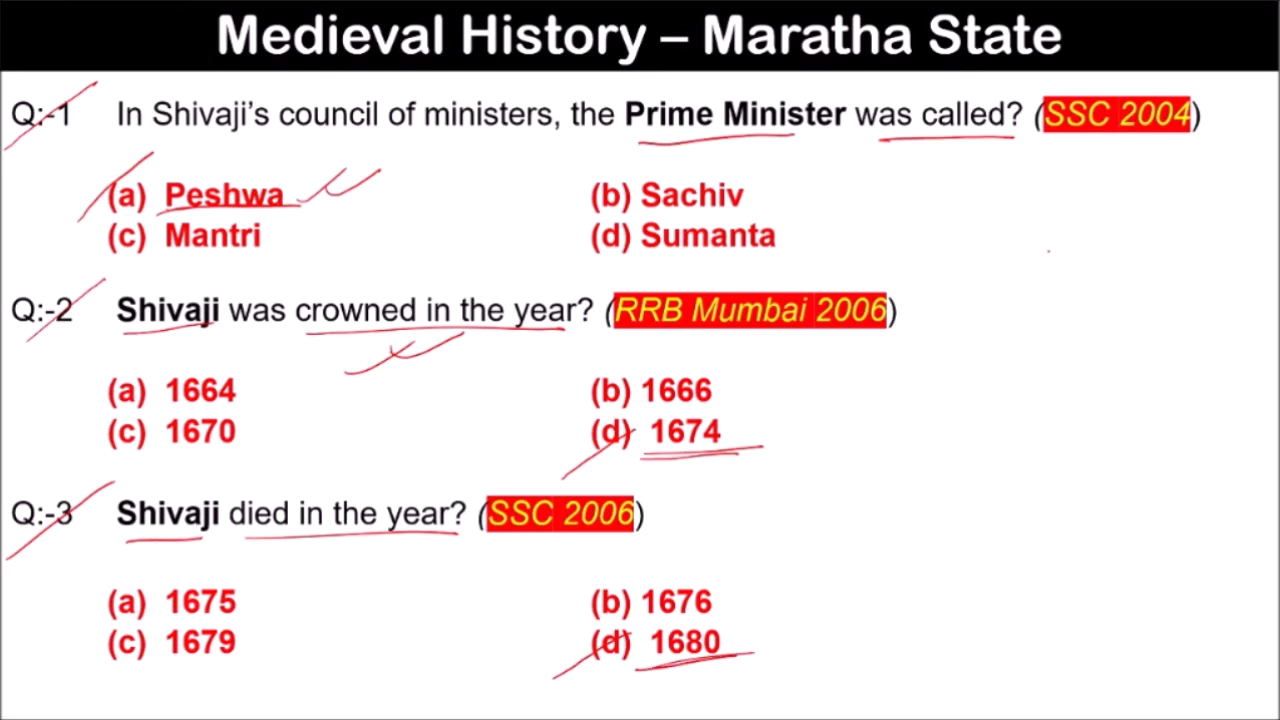 Medieval History – Maratha State
Q:-1 In Shivaji's council of ministers, the Prime Minister was called? (SSC 2004)
(a) Peshwa (b) Sachiv
(c) Mantri (d) Sumanta
Q:-2 Shivaji was crowned in the year? (RRB Mumbai 2006)
(a) 1664 (b) 1666
(c) 1670 (d) 1674
Q:-3 Shivaji died in the year? (SSC 2006)
(a) 1675 (b) 1676
(c) 1679 (d) 1680